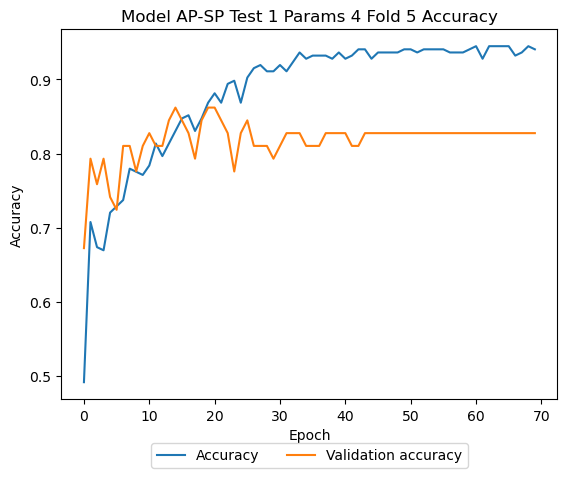 Model AP-SP Test 1 Params 4 Fold 5 Accuracy
Accuracy
0.9
0.8
0.7
0.6
0.5
0 10 20 30 40 50 60 70
Epoch
Accuracy Validation accuracy